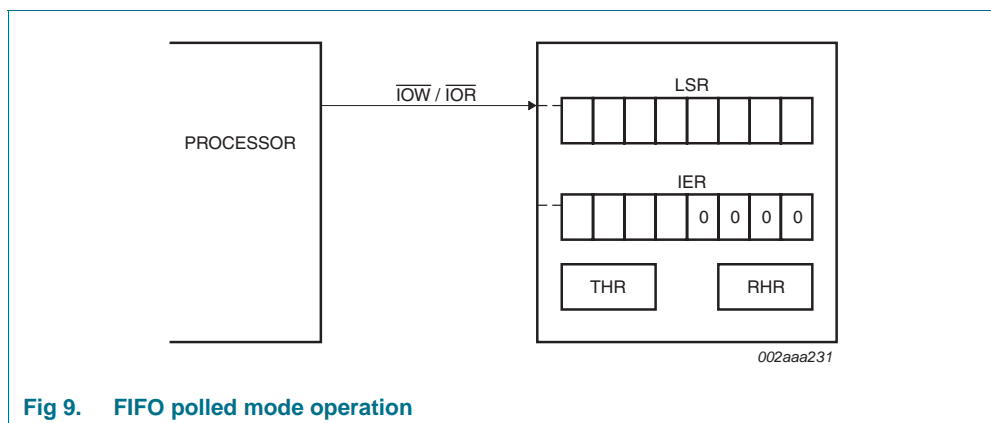 IOW / IOR
PROCESSOR
LSR
IER
0 0 0 0
THR RHR
002aaa231
Fig 9. FIFO polled mode operation